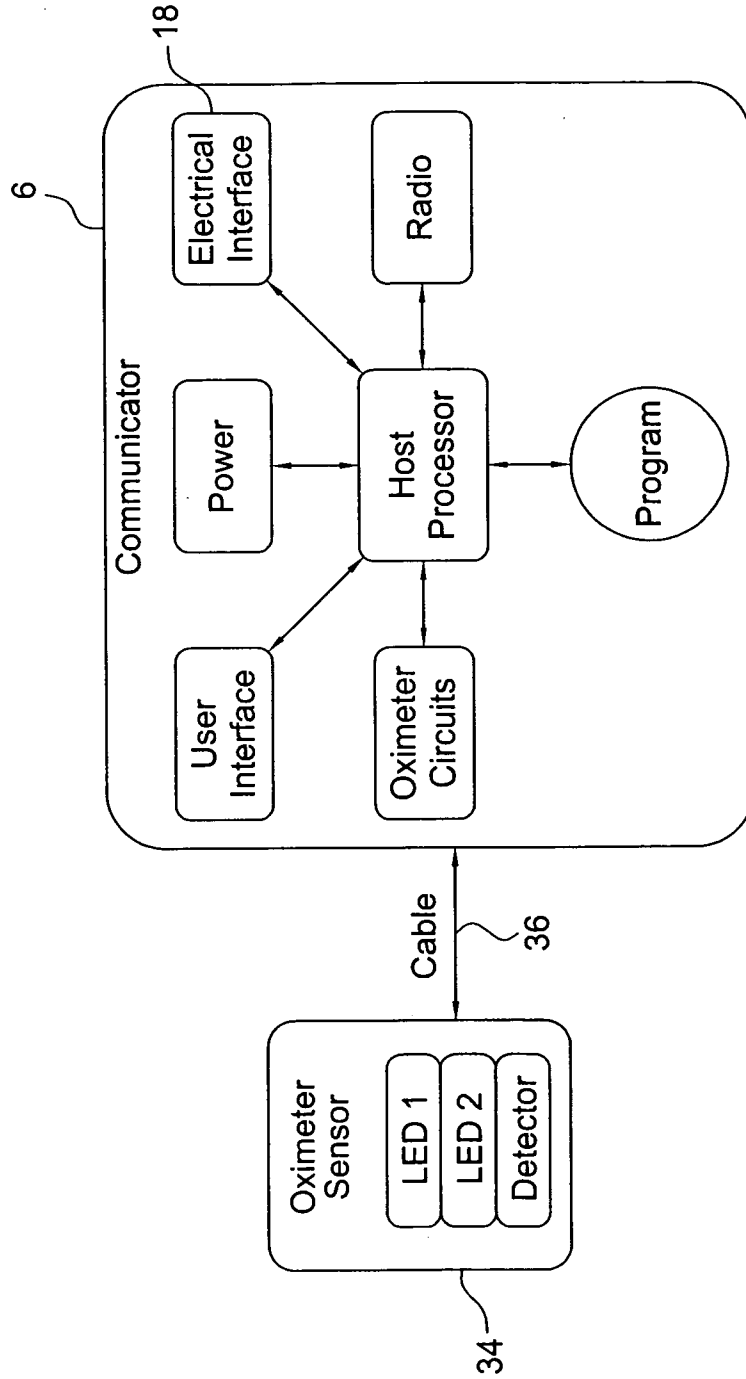 6
Communicator
18
User
Interface
Power
Electrical
Interface
Oximeter
Circuits
Host
Processor
Radio
Program
Cable
36
Oximeter
Sensor
LED 1
LED 2
Detector
34